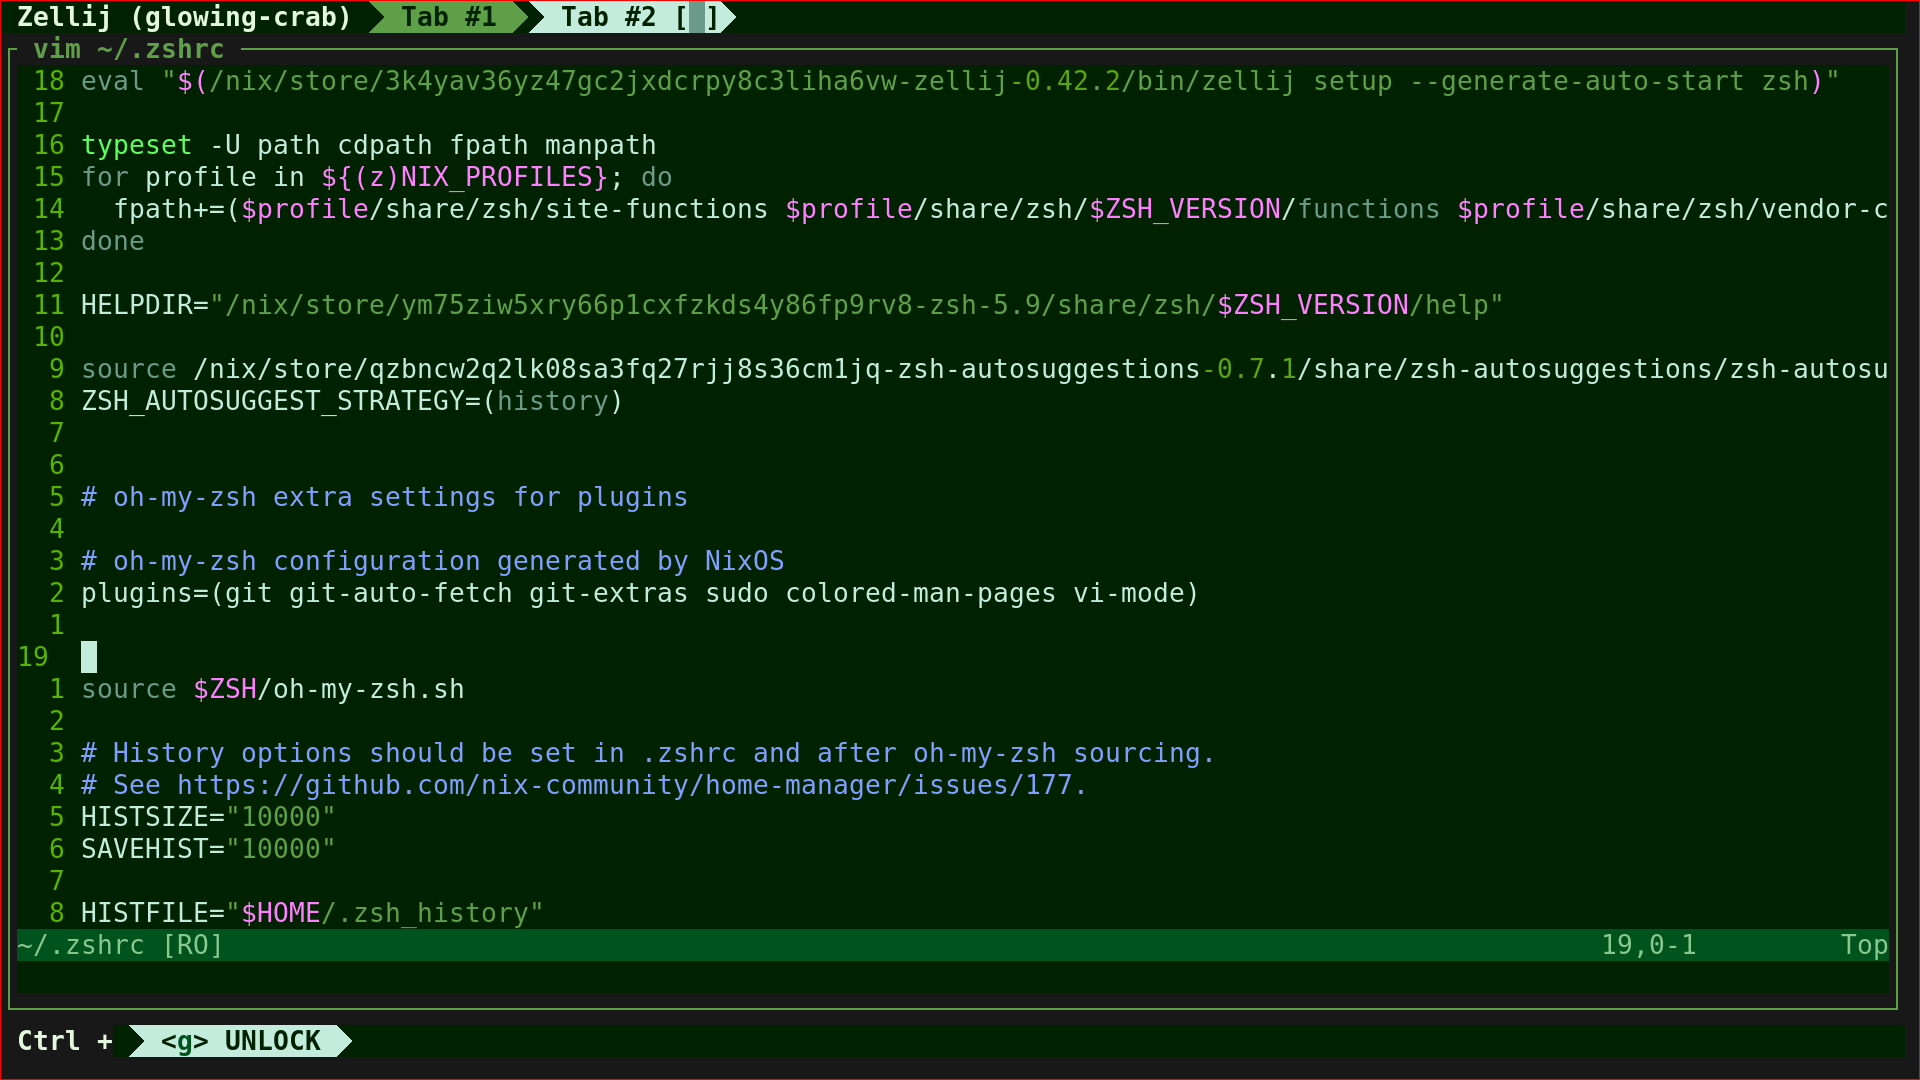 Zellij (glowing-crab) Tab #1 Tab #2 [ ]
vim ~/.zshrc
18 eval "$(/nix/store/3k4yav36yz47gc2jxdcrpy8c3liha6vw-zellij-0.42.2/bin/zellij setup --generate-auto-start zsh)"
17
16 typeset -U path cdpath fpath manpath
15 for profile in ${(z)NIX_PROFILES}; do
14   fpath+=($profile/share/zsh/site-functions $profile/share/zsh/$ZSH_VERSION/functions $profile/share/zsh/vendor-c
13 done
12
11 HELPDIR="/nix/store/ym75ziw5xry66p1cxfzkds4y86fp9rv8-zsh-5.9/share/zsh/$ZSH_VERSION/help"
10
9 source /nix/store/qzbncw2q2lk08sa3fq27rjj8s36cm1jq-zsh-autosuggestions-0.7.1/share/zsh-autosuggestions/zsh-autosu
8 ZSH_AUTOSUGGEST_STRATEGY=(history)
7
6
5 # oh-my-zsh extra settings for plugins
4
3 # oh-my-zsh configuration generated by NixOS
2 plugins=(git git-auto-fetch git-extras sudo colored-man-pages vi-mode)
1
19
1 source $ZSH/oh-my-zsh.sh
2
3 # History options should be set in .zshrc and after oh-my-zsh sourcing.
4 # See https://github.com/nix-community/home-manager/issues/177.
5 HISTSIZE="10000"
6 SAVEHIST="10000"
7
8 HISTFILE="$HOME/.zsh_history"
~/.zshrc [RO] 19,0-1 Top
Ctrl + <g> UNLOCK